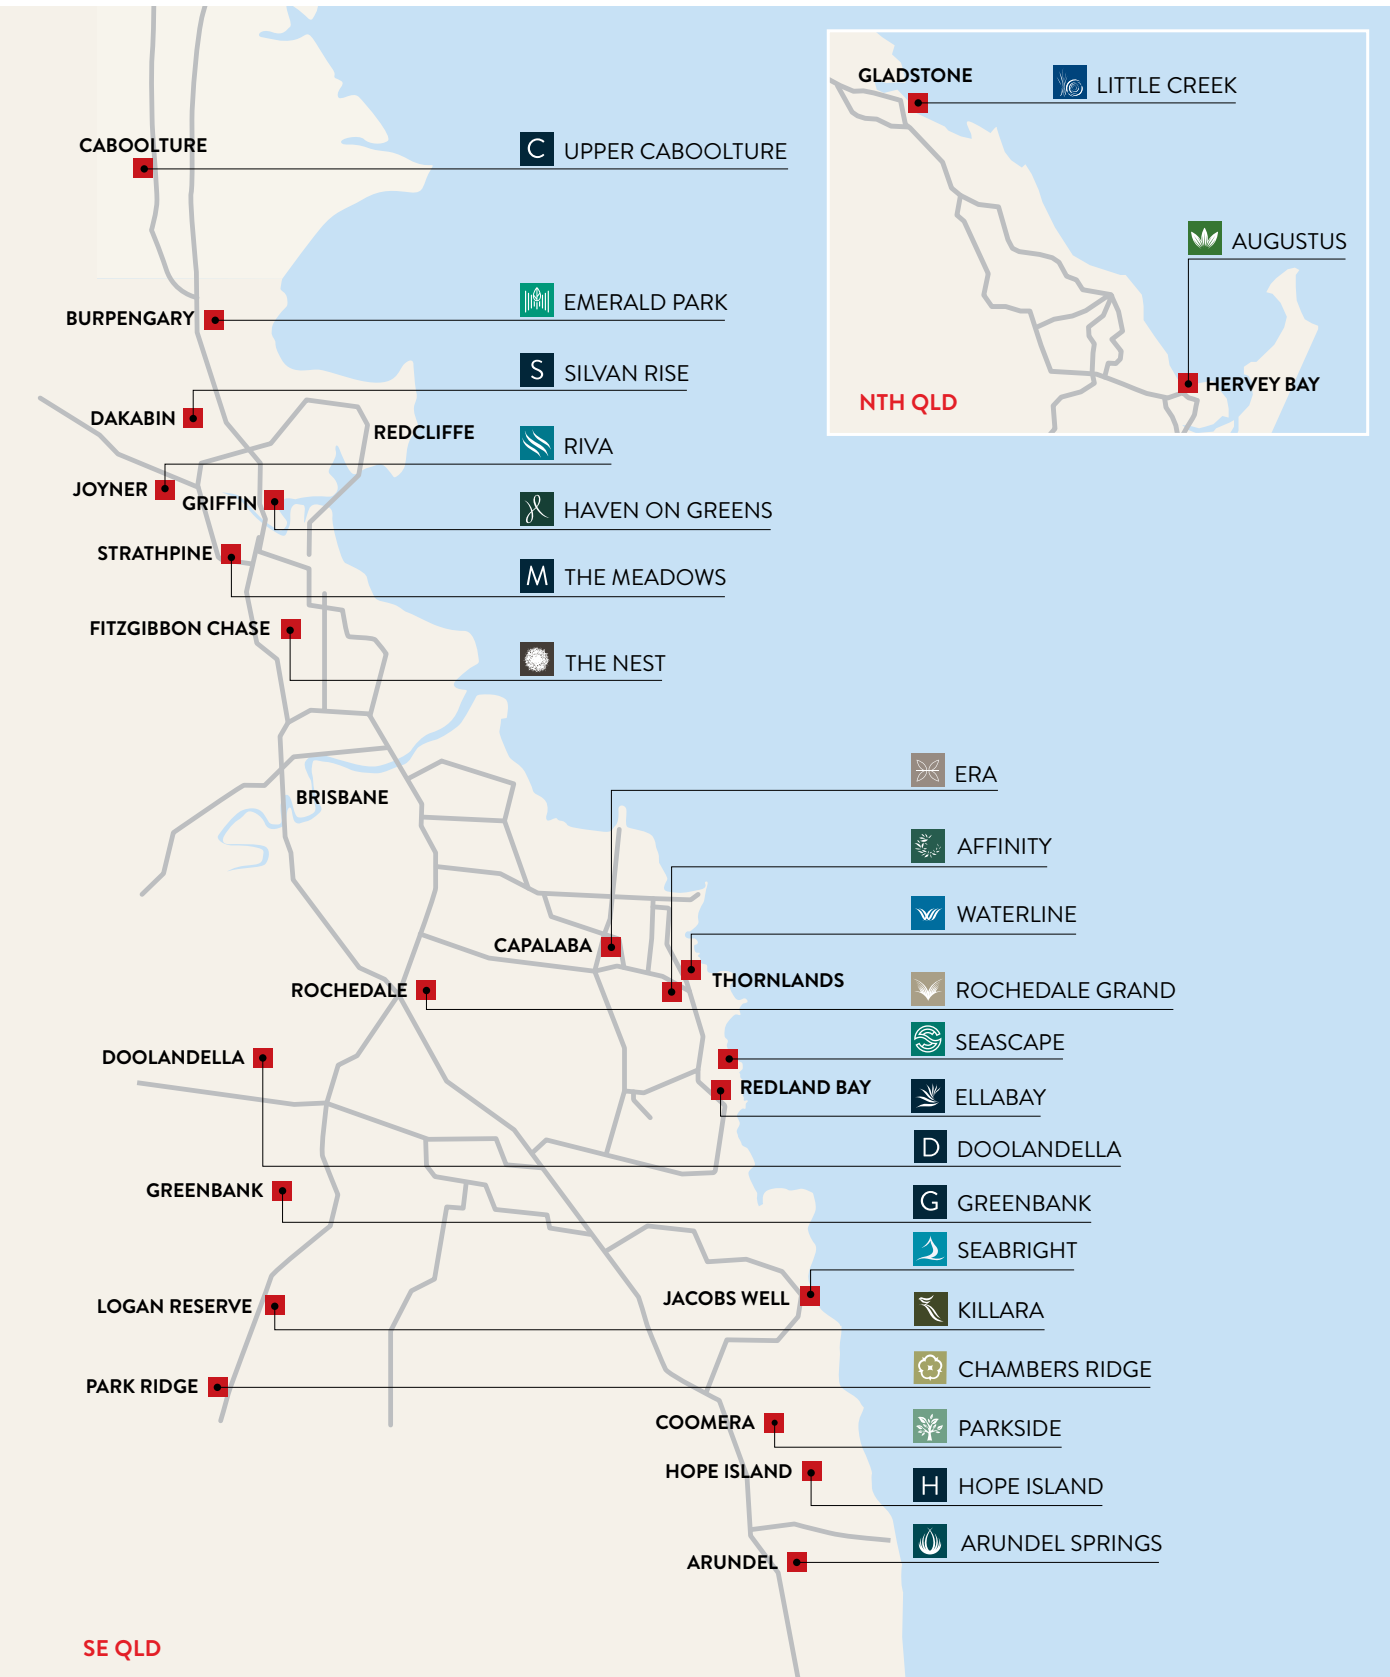 GLADSTONE
LITTLE CREEK
CABOOLTURE
C UPPER CABOOLTURE
AUGUSTUS
BURPENGARY
EMERALD PARK
S SILVAN RISE
HERVEY BAY
NTH QLD
DAKABIN
REDCLIFFE
RIVA
JOYNER
GRIFFIN
HAVEN ON GREENS
STRATHPINE
M THE MEADOWS
FITZGIBBON CHASE
THE NEST
ERA
BRISBANE
AFFINITY
WATERLINE
CAPALABA
THORNLANDS
ROCHEDALE
ROCHEDALE GRAND
SEASCAPE
DOOLANDELLA
REDLAND BAY
ELLABAY
D DOOLANDELLA
GREENBANK
G GREENBANK
SEABRIGHT
JACOBS WELL
LOGAN RESERVE
KILLARA
CHAMBERS RIDGE
PARK RIDGE
COOMERA
PARKSIDE
HOPE ISLAND
H HOPE ISLAND
ARUNDEL SPRINGS
ARUNDEL
SE QLD